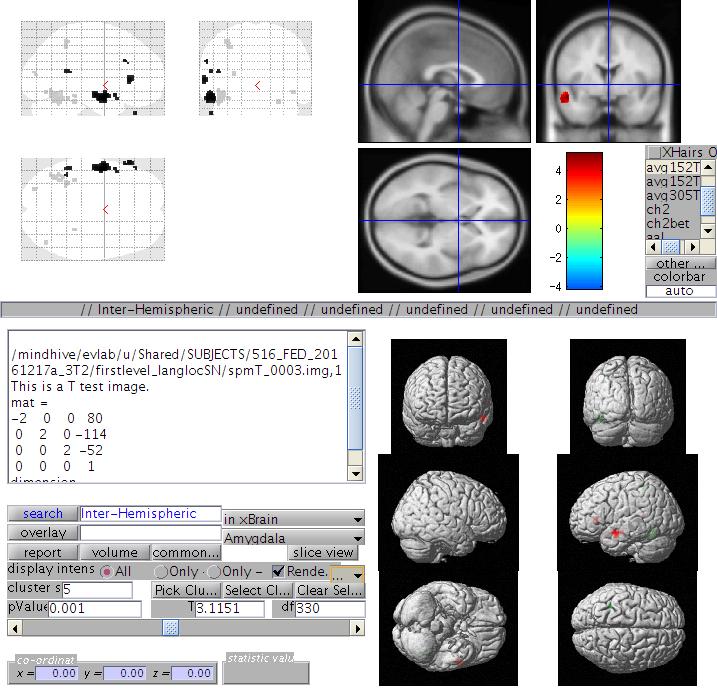 XHairs O
avg152T
avg152T
avg305T
ch2
ch2bet
aal
other ...
colorbar
auto
4
2
0
-2
-4
// Inter-Hemispheric // undefined // undefined // undefined // undefined // undefined
/mindhive/evlab/u/Shared/SUBJECTS/516_FED_201
61217a_3T2/firstlevel_langlocSN/spmT_0003.img,1
This is a T test image.
mat =
-2 0 0 80
0 2 0 -114
0 0 2 -52
0 0 0 1
dimension
search Inter-Hemispheric in xBrain
overlay Amygdala
report volume common... slice view
display intens All Only + Only - Rende. ...
cluster s 5 Pick Clu... Select Cl... Clear Sel...
pValue 0.001 T 3.1151 df 330
co-ordinat statistic valu
x = 0.00 y = 0.00 z = 0.00